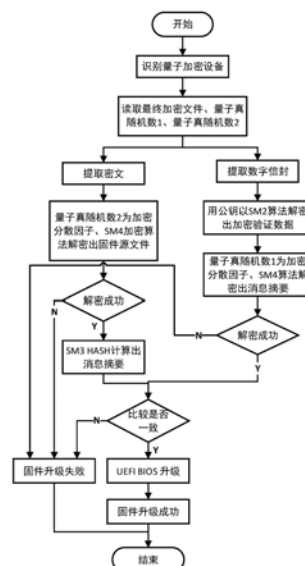 开始
识别量子加密设备
读取最终加密文件、量子真
随机数1、量子真随机数2
提取密文
提取数字信封
量子真随机数2为加密
分散因子、SM4加密算
法解密出固件源文件
用公钥以SM2算法解密
出加密验证数据
量子真随机数1为加密
分散因子、SM4算法解
密出消息摘要
解密成功
N
Y
解密成功
N
Y
SM3 HASH计算出
消息摘要
比较是否
一致
N
Y
固件升级失败
UEFI BIOS 升级
固件升级成功
结束